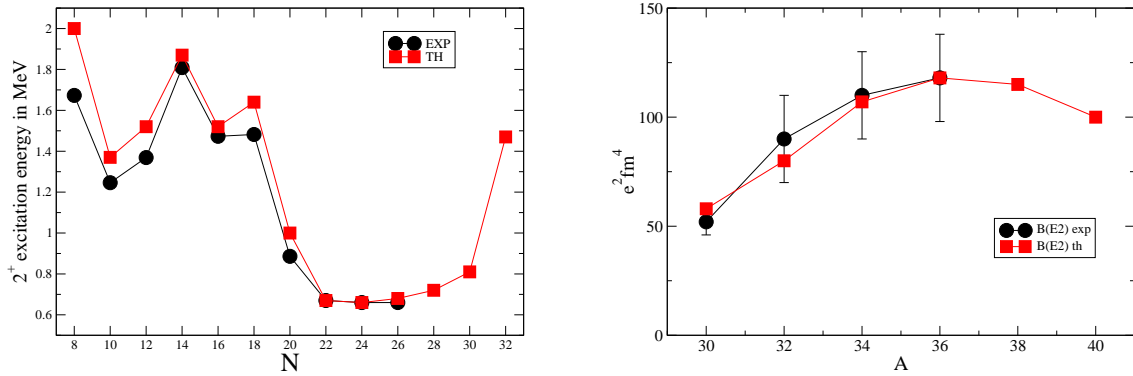 2⁺ excitation energy in MeV
2
1.8
1.6
1.4
1.2
1
0.8
0.6
8 10 12 14 16 18 20 22 24 26 28 30 32
N
EXP
TH
e²fm⁴
150
100
50
0
30 32 34 36 38 40
A
B(E2) exp
B(E2) th